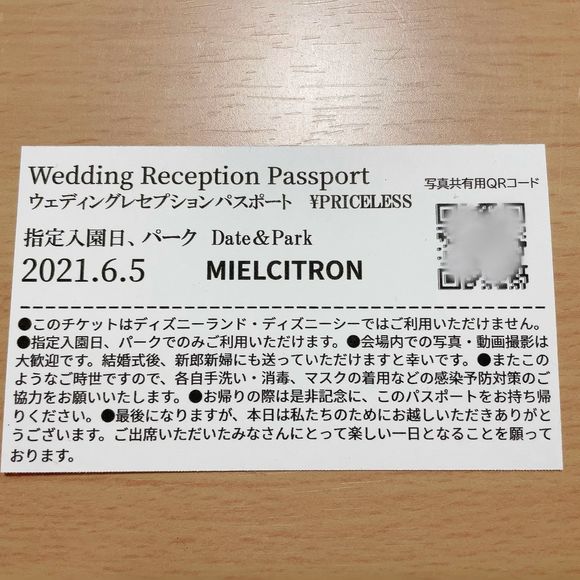 Wedding Reception Passport
写真共有用QRコード
ウェディングレセプションパスポート ¥PRICELESS
指定入園日、パーク Date&Park
2021.6.5 MIELCITRON
●このチケットはディズニーランド・ディズニーシーではご利用いただけません。
●指定入園日、パークでのみご利用いただけます。●会場内での写真・動画撮影は
大歓迎です。結婚式後、新郎新婦にも送っていただけますと幸いです。●またこの
ようなご時世ですので、各自手洗い・消毒、マスクの着用などの感染予防対策のご
協力をお願いいたします。●お帰りの際は是非記念に、このパスポートをお持ち帰
りください。●最後になりますが、本日は私たちのためにお越しいただきありがと
うございます。ご出席いただいたみなさんにとって楽しい一日となることを願って
おります。